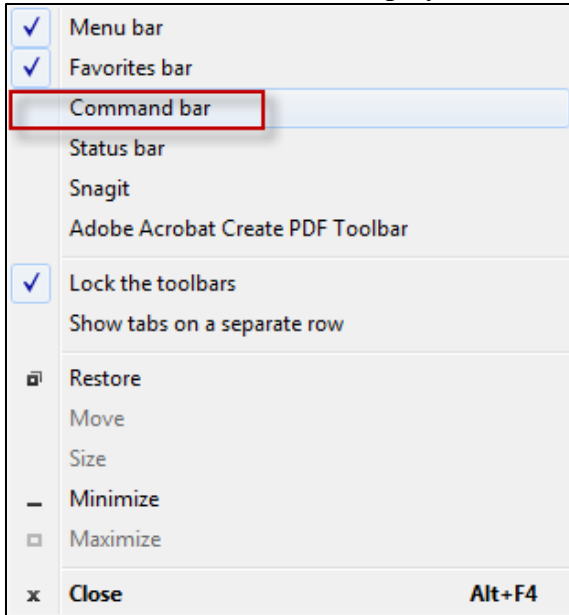 Menu bar
Favorites bar
Command bar
Status bar
Snagit
Adobe Acrobat Create PDF Toolbar
Lock the toolbars
Show tabs on a separate row
Restore
Move
Size
Minimize
Maximize
Close Alt+F4